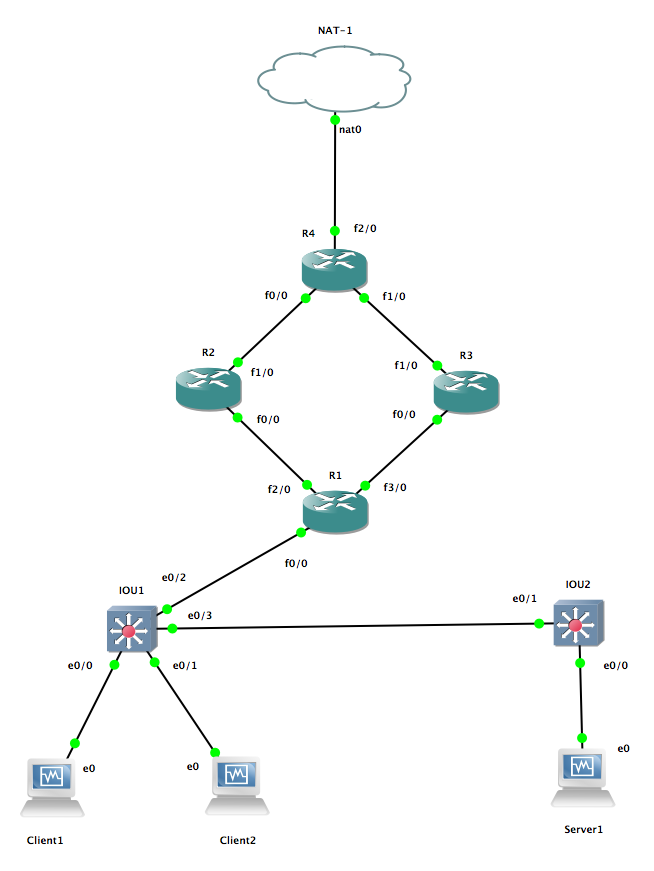 NAT-1
nat0
R4
f2/0
f0/0
f1/0
R2
R3
f1/0
f1/0
f0/0
f0/0
R1
f2/0
f3/0
f0/0
e0/2
IOU1
IOU2
e0/3
e0/1
e0/0
e0/1
e0/0
e0
e0
e0
Client1
Client2
Server1